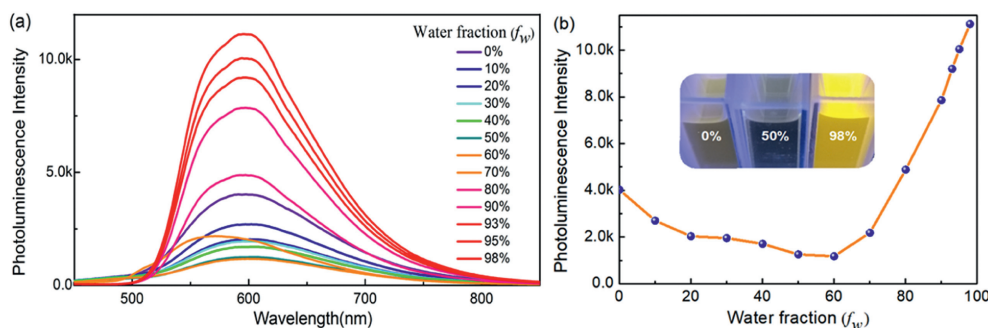 (a)
Photoluminescence Intensity
10.0k
5.0k
0.0
500
600
700
800
Wavelength(nm)
Water fraction (fw)
0%
10%
20%
30%
40%
50%
60%
70%
80%
90%
93%
95%
98%
(b)
Photoluminescence Intensity
10.0k
8.0k
6.0k
4.0k
2.0k
0.0
0
20
40
60
80
100
Water fraction (fw)
0%
50%
98%